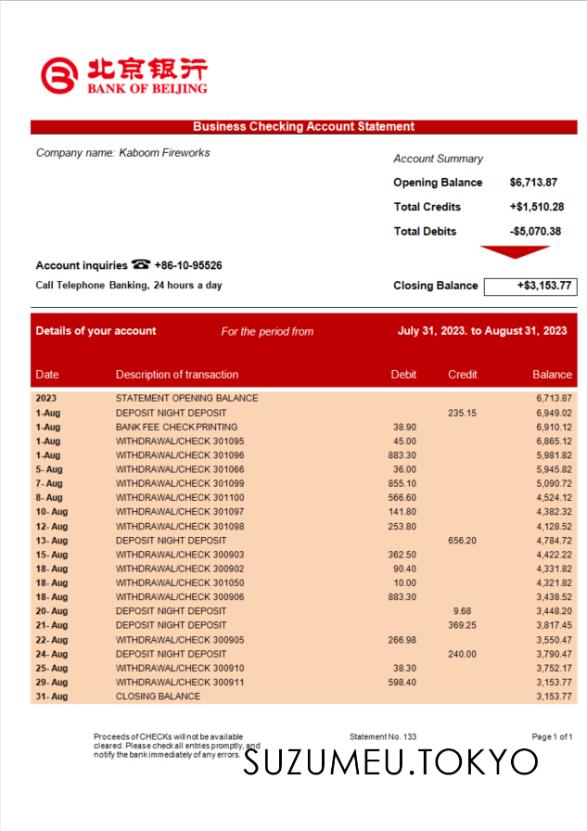 北京银行
BANK OF BEIJING
Business Checking Account Statement
Company name: Kaboom Fireworks
Account Summary
Opening Balance $6,713.87
Total Credits +$1,510.28
Total Debits -$5,070.38
Account inquiries ☎ +86-10-95526
Call Telephone Banking, 24 hours a day
Closing Balance +$3,153.77
Details of your account For the period from July 31, 2023. to August 31, 2023
Date Description of transaction Debit Credit Balance
2023 STATEMENT OPENING BALANCE 6,713.87
1-Aug DEPOSIT NIGHT DEPOSIT 235.15 6,949.02
1-Aug BANK FEE CHECK PRINTING 38.90 6,910.12
1-Aug WITHDRAWAL/CHECK 301095 45.00 6,865.12
1-Aug WITHDRAWAL/CHECK 301096 883.30 5,981.82
5- Aug WITHDRAWAL/CHECK 301066 36.00 5,945.82
7- Aug WITHDRAWAL/CHECK 301099 855.10 5,090.72
8- Aug WITHDRAWAL/CHECK 301100 566.60 4,524.12
10- Aug WITHDRAWAL/CHECK 301097 141.80 4,382.32
12- Aug WITHDRAWAL/CHECK 301098 253.80 4,128.52
13- Aug DEPOSIT NIGHT DEPOSIT 656.20 4,784.72
15- Aug WITHDRAWAL/CHECK 300903 362.50 4,422.22
18- Aug WITHDRAWAL/CHECK 300902 90.40 4,331.82
18- Aug WITHDRAWAL/CHECK 301050 10.00 4,321.82
18- Aug WITHDRAWAL/CHECK 300906 883.30 3,438.52
20- Aug DEPOSIT NIGHT DEPOSIT 9.68 3,448.20
21- Aug DEPOSIT NIGHT DEPOSIT 369.25 3,817.45
22- Aug WITHDRAWAL/CHECK 300905 266.98 3,550.47
24- Aug DEPOSIT NIGHT DEPOSIT 240.00 3,790.47
25- Aug WITHDRAWAL/CHECK 300910 38.30 3,752.17
29- Aug WITHDRAWAL/CHECK 300911 598.40 3,153.77
31- Aug CLOSING BALANCE 3,153.77
Proceeds of CHECKs will not be available
cleared. Please check all entries promptly, and
notify the bank immediately of any errors.
Statement No. 133
Page 1 of 1
SUZUMEU.TOKYO